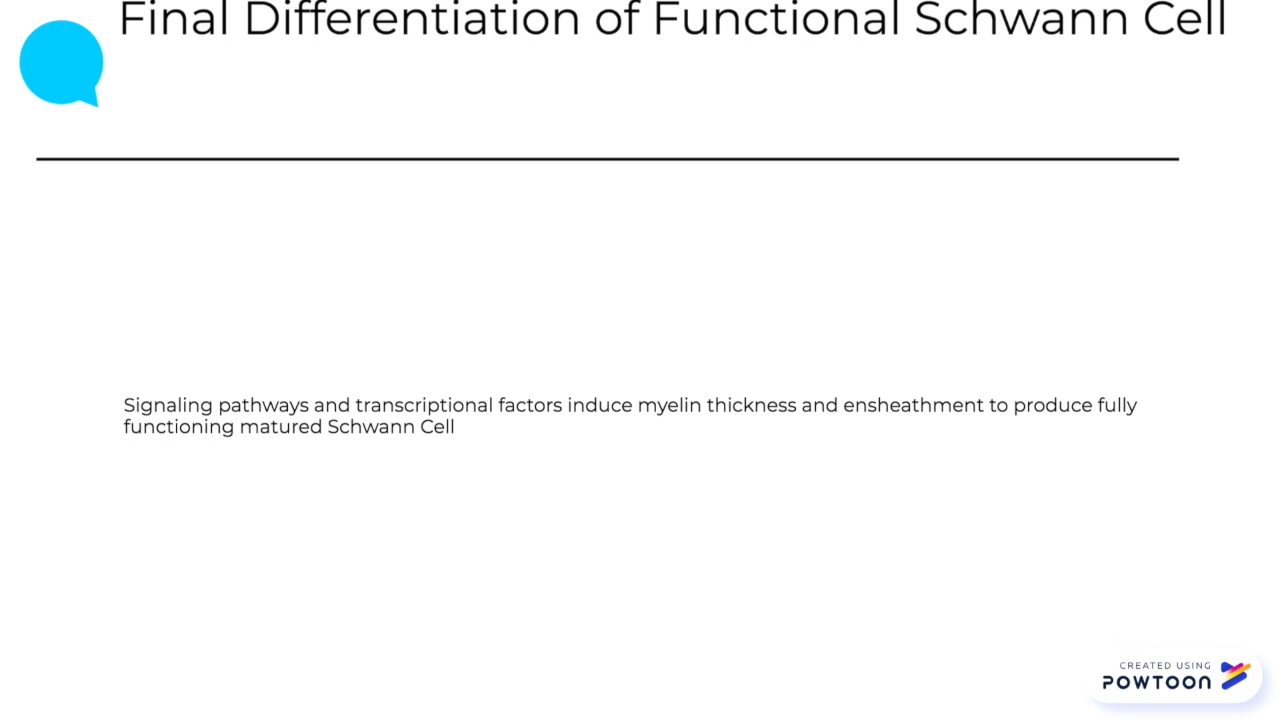 Final Differentiation of Functional Schwann Cell
Signaling pathways and transcriptional factors induce myelin thickness and ensheathment to produce fully
functioning matured Schwann Cell
CREATED USING
POWTOON